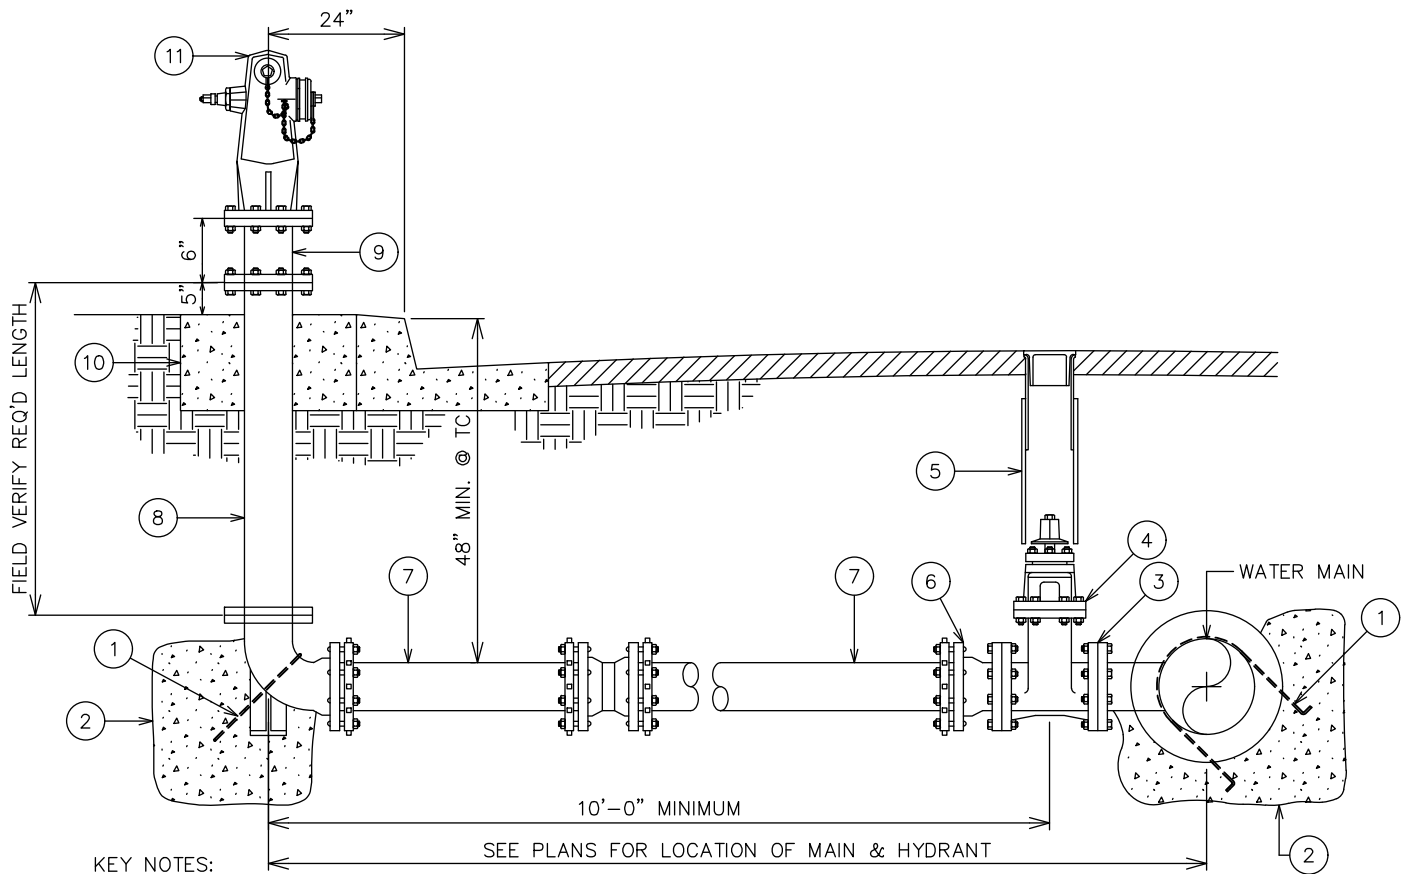 24”
11
6”
9
5”
10
FIELD VERIFY REQ’D LENGTH
48” MIN. @ TC
5
8
4
7
7
6
3
WATER MAIN
1
1
2
10’-0” MINIMUM
SEE PLANS FOR LOCATION OF MAIN & HYDRANT
2
KEY NOTES: